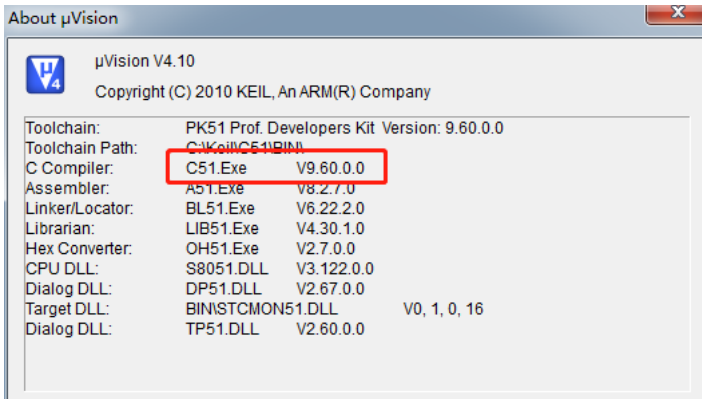 About µVision
µVision V4.10
Copyright (C) 2010 KEIL, An ARM(R) Company
Toolchain: PK51 Prof. Developers Kit Version: 9.60.0.0
Toolchain Path: C:\Keil\C51\BIN\
C Compiler: C51.Exe V9.60.0.0
Assembler: A51.Exe V8.2.7.0
Linker/Locator: BL51.Exe V6.22.2.0
Librarian: LIB51.Exe V4.30.1.0
Hex Converter: OH51.Exe V2.7.0.0
CPU DLL: S8051.DLL V3.122.0.0
Dialog DLL: DP51.DLL V2.67.0.0
Target DLL: BIN\STCMON51.DLL V0, 1, 0, 16
Dialog DLL: TP51.DLL V2.60.0.0